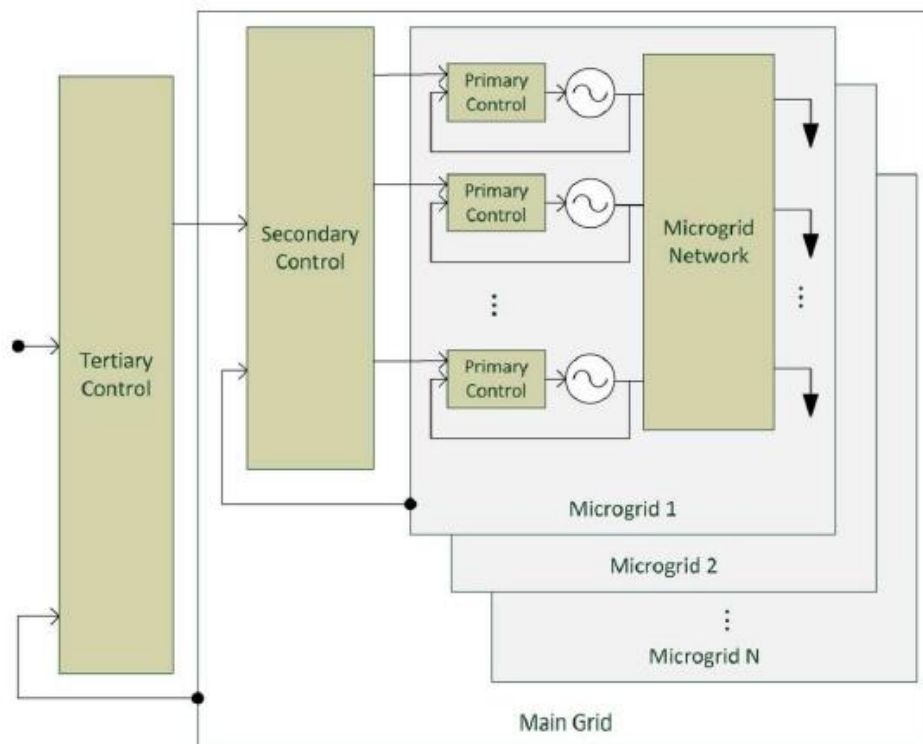 Tertiary
Control
Secondary
Control
Primary
Control
Primary
Control
Primary
Control
Microgrid
Network
Microgrid 1
Microgrid 2
Microgrid N
Main Grid